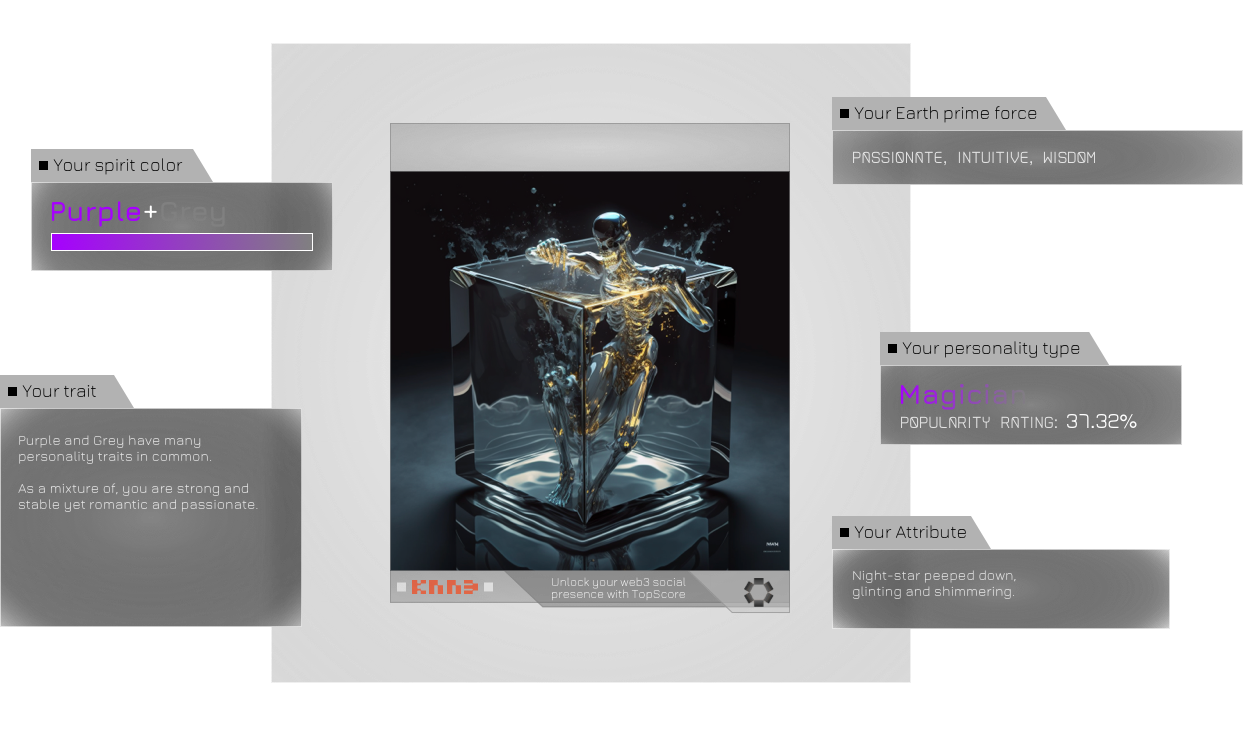 Your spirit color
Purple+Grey
Your trait
Purple and Grey have many
personality traits in common.
As a mixture of, you are strong and
stable yet romantic and passionate.
KNN3
Unlock your web3 social
presence with TopScore
Your Earth prime force
PASSIONATE, INTUITIVE, WISDOM
Your personality type
Magician
POPULARITY RATING: 37.32%
Your Attribute
Night-star peeped down,
glinting and shimmering.